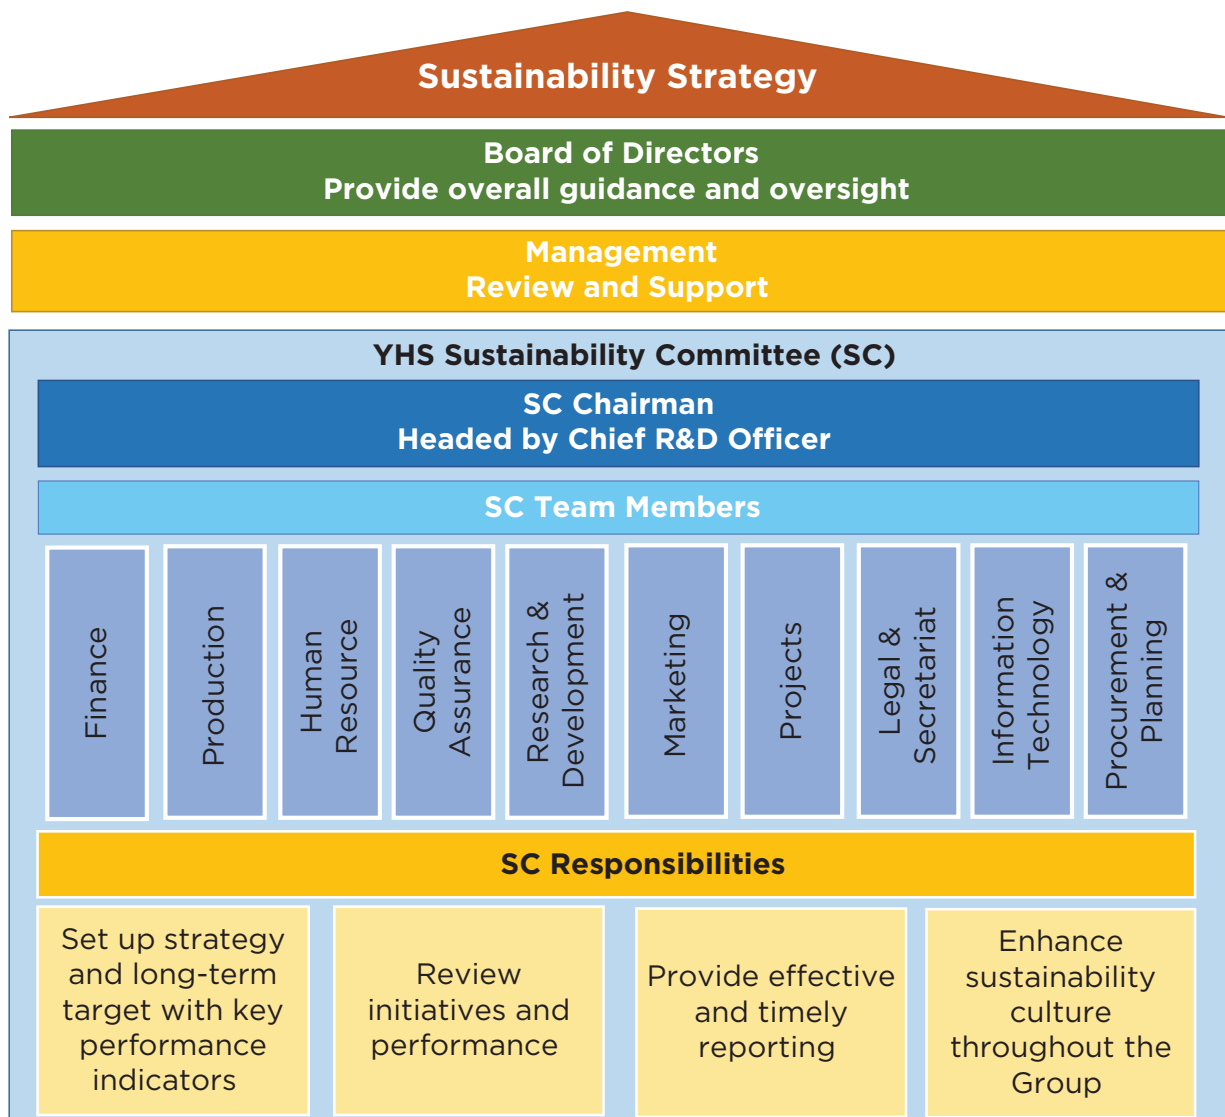 Sustainability Strategy
Board of Directors
Provide overall guidance and oversight
Management
Review and Support
YHS Sustainability Committee (SC)
SC Chairman
Headed by Chief R&D Officer
SC Team Members
Finance
Production
Human
Resource
Quality
Assurance
Research &
Development
Marketing
Projects
Legal &
Secretariat
Information
Technology
Procurement &
Planning
SC Responsibilities
Set up strategy
and long-term
target with key
performance
indicators
Review
initiatives and
performance
Provide effective
and timely
reporting
Enhance
sustainability
culture
throughout the
Group